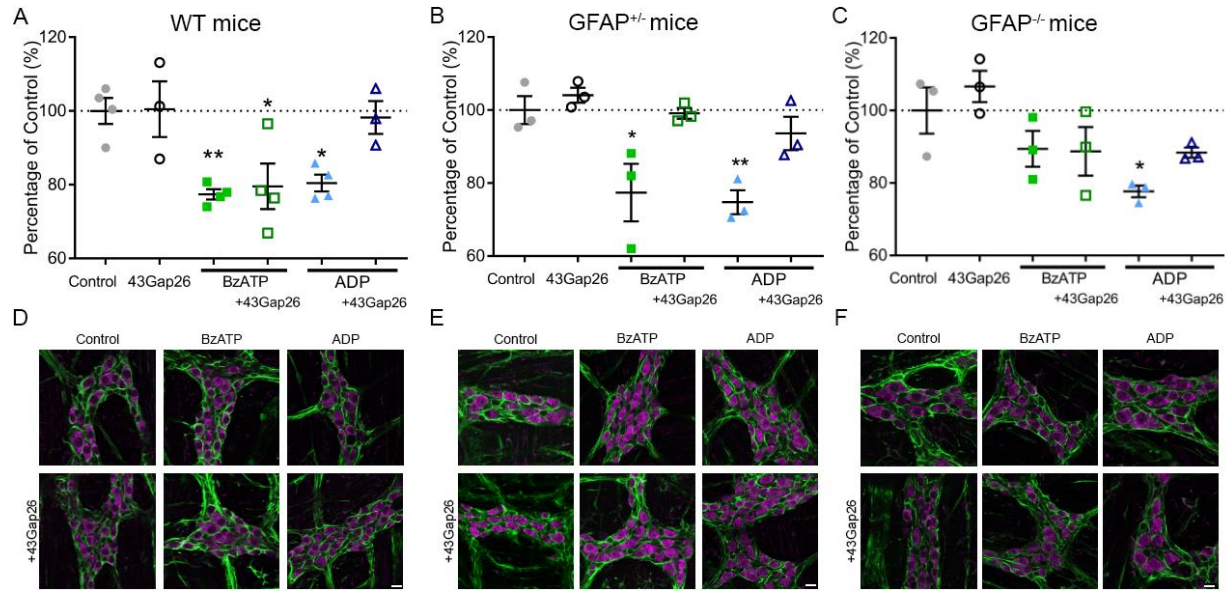 A WT mice
Percentage of Control (%)
120
100
80
60
**
*
*
Control 43Gap26 BzATP +43Gap26 ADP +43Gap26
B GFAP+/- mice
Percentage of Control (%)
120
100
80
60
*
**
Control 43Gap26 BzATP +43Gap26 ADP +43Gap26
C GFAP-/- mice
Percentage of Control (%)
120
100
80
60
*
Control 43Gap26 BzATP +43Gap26 ADP +43Gap26
D
Control BzATP ADP
+43Gap26
E
Control BzATP ADP
+43Gap26
F
Control BzATP ADP
+43Gap26